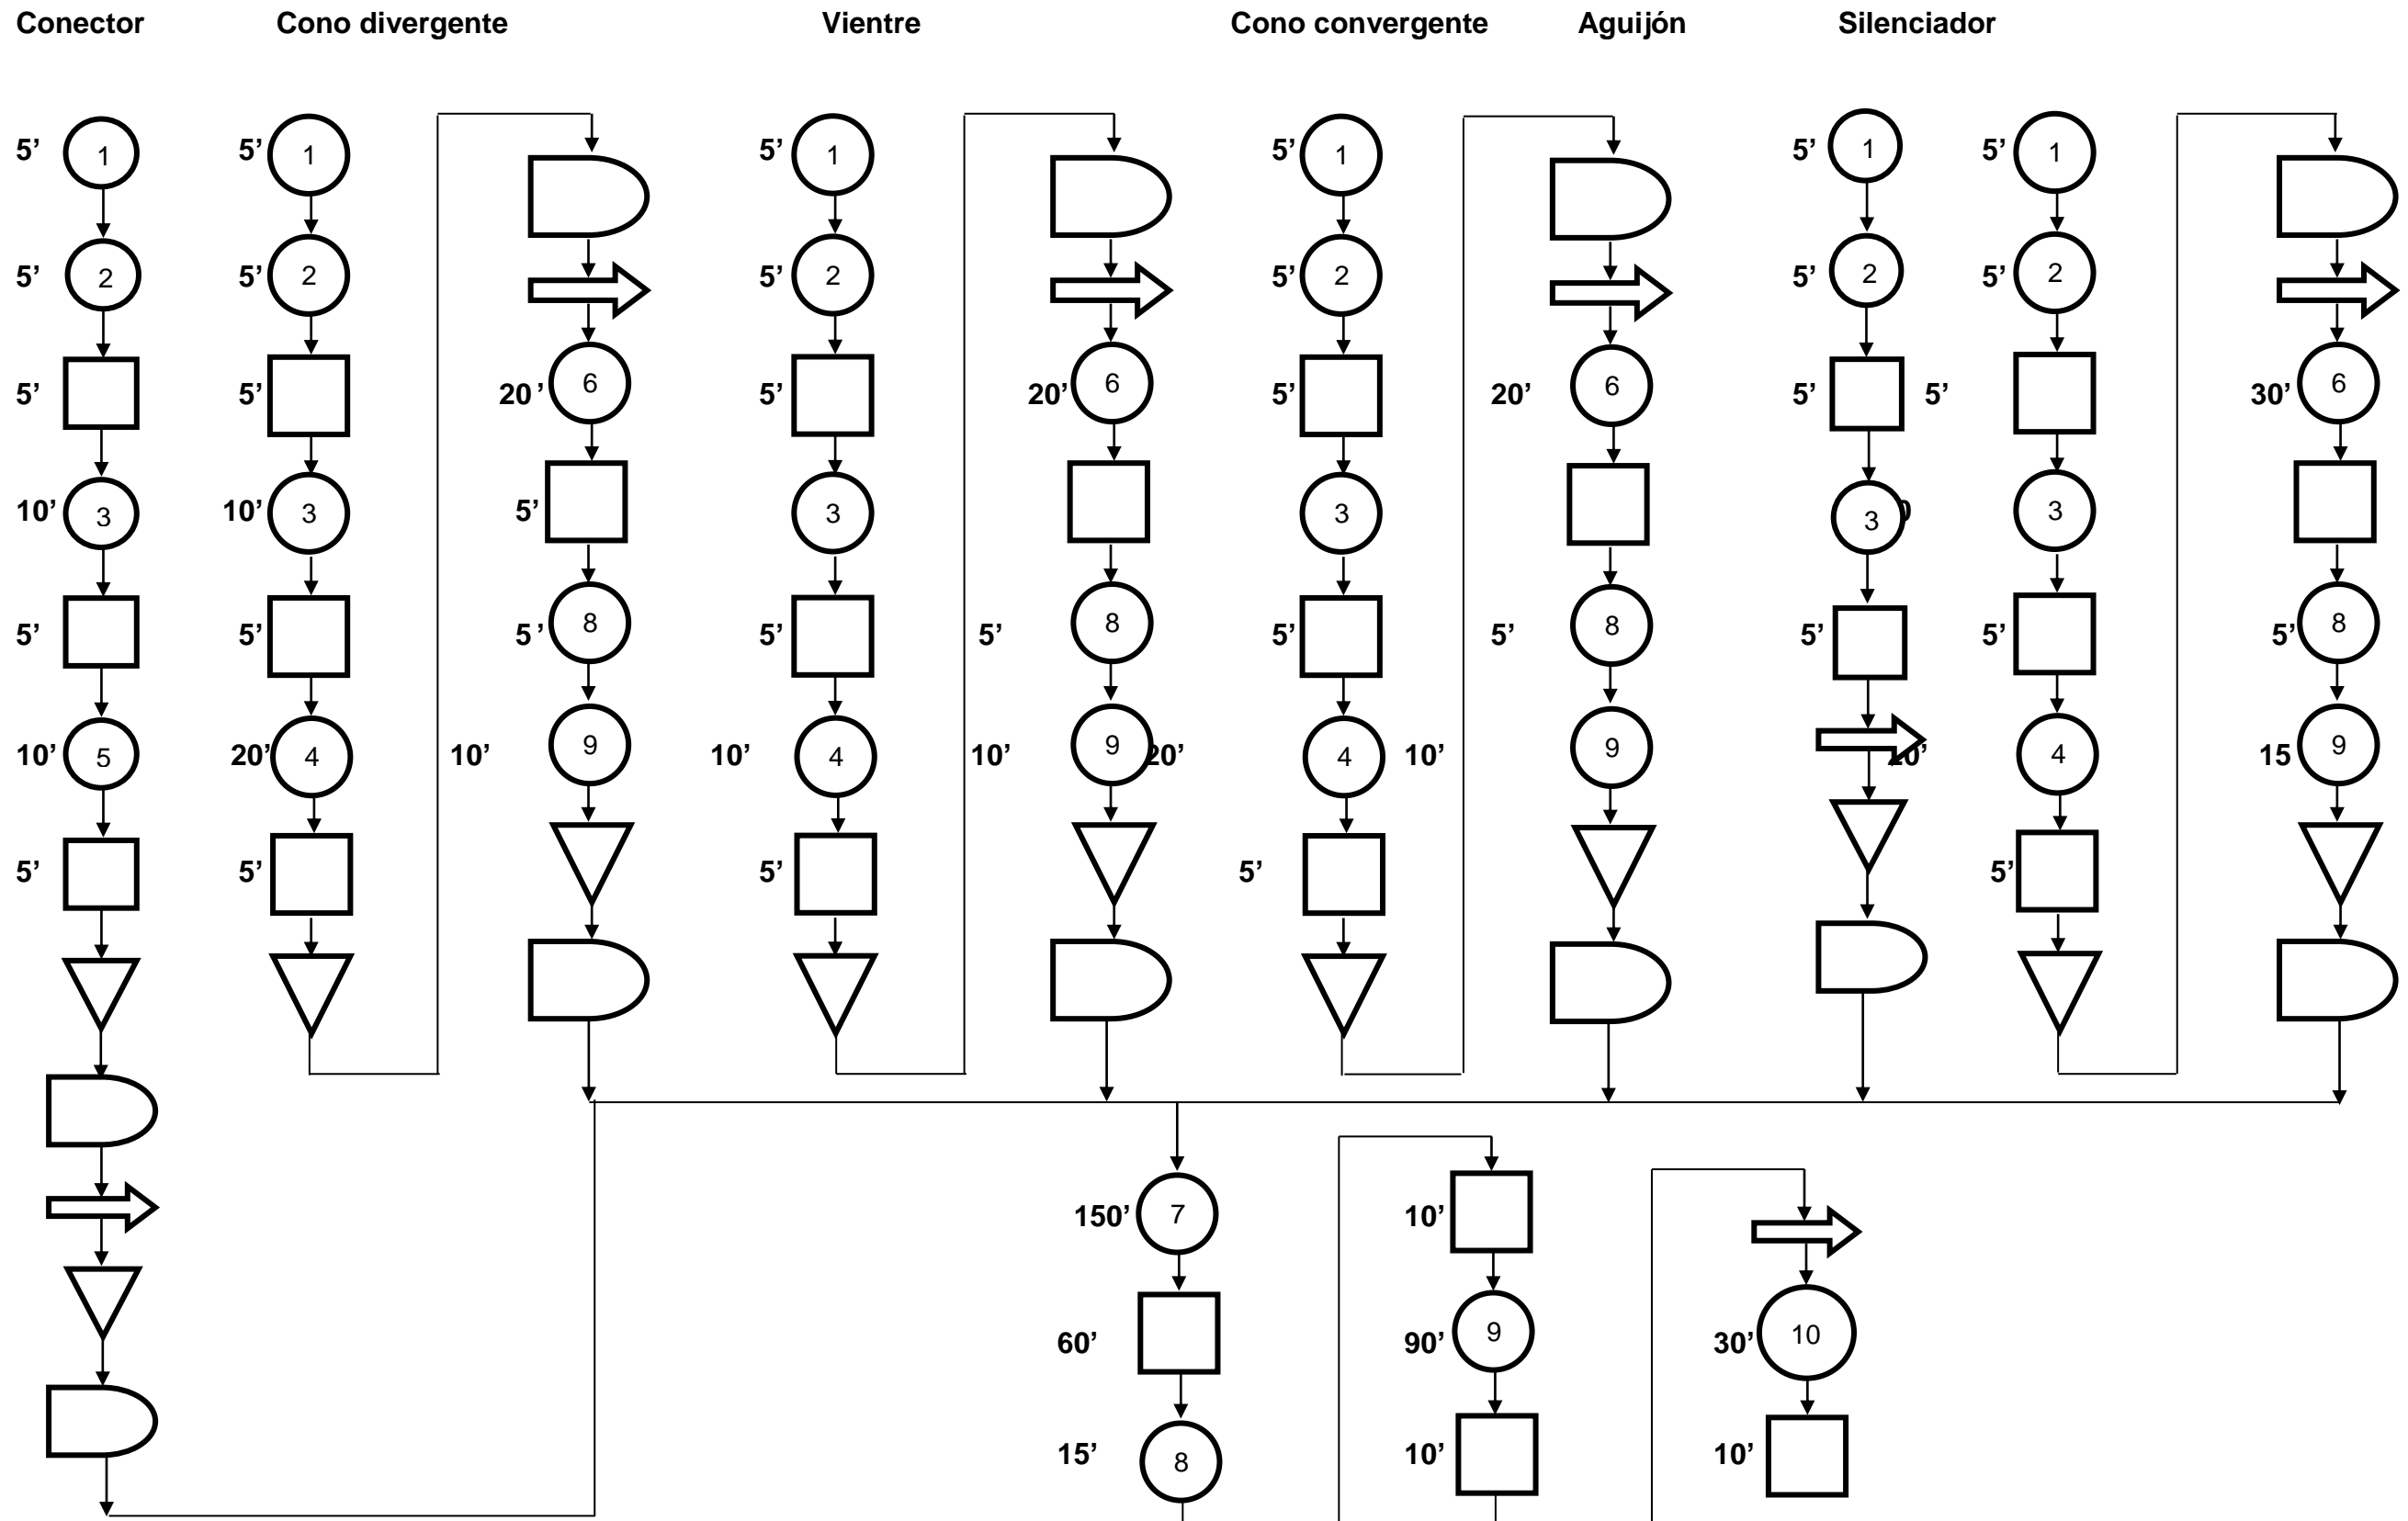 Conector Cono divergente Vientre Cono convergente Aguijón Silenciador
5’ 1 5’ 1 5’ 1 5’ 1 5’ 1 5’ 1
5’ 2 5’ 2 5’ 2 5’ 2 5’ 2 5’ 2
5’ 5’ 20’ 6 5’ 20’ 6 5’ 20’ 6 5’ 5’ 30’ 6
10’ 3 10’ 3 5’ 3 3 3 3
5’ 5’ 5’ 8 5’ 5’ 8 5’ 5’ 8 5’ 5’ 5’ 8
10’ 5 20’ 4 10’ 9 10’ 4 10’ 9 20’ 4 10’ 9 4 15 9
5’ 5’ 5’ 5’ 5’
150’ 7 10’
60’ 90’ 9 30’ 10
15’ 8 10’ 10’